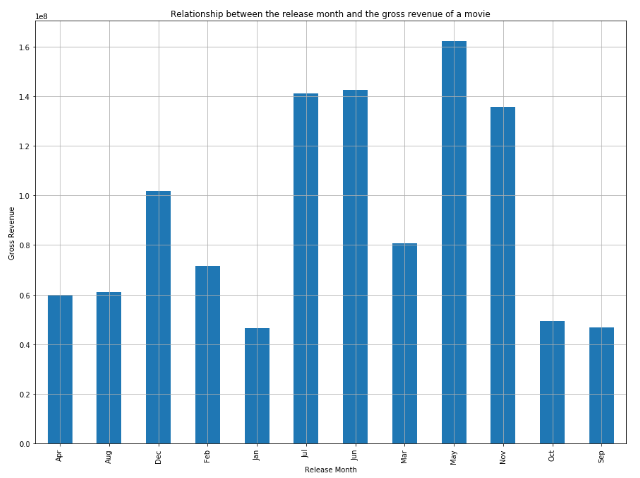 Relationship between the release month and the gross revenue of a movie
1e8
1.6
1.4
1.2
1.0
0.8
0.6
0.4
0.2
0.0
Gross Revenue
Apr Aug Dec Feb Jan Jul Jun Mar May Nov Oct Sep
Release Month